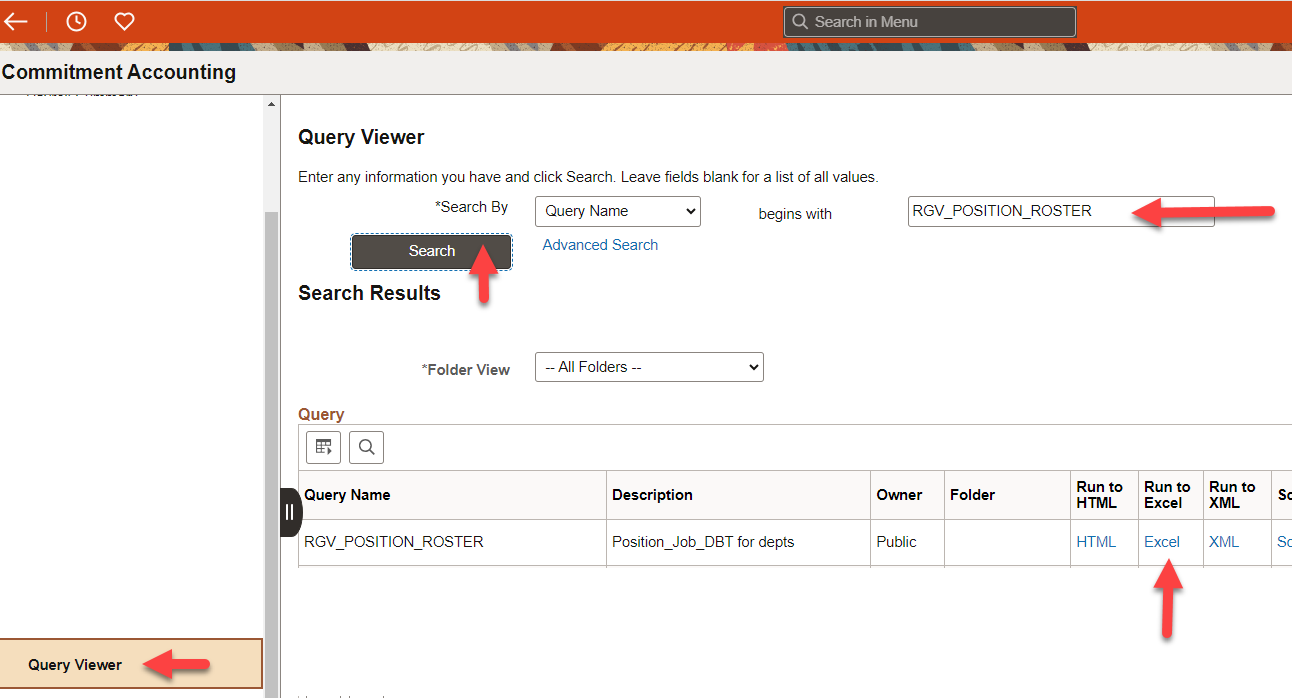 Search in Menu
Commitment Accounting
Query Viewer
Enter any information you have and click Search. Leave fields blank for a list of all values.
*Search By Query Name begins with RGV_POSITION_ROSTER
Search Advanced Search
Search Results
*Folder View -- All Folders --
Query
Query Name Description Owner Folder Run to HTML Run to Excel Run to XML Sc
RGV_POSITION_ROSTER Position_Job_DBT for depts Public HTML Excel XML Sc
Query Viewer